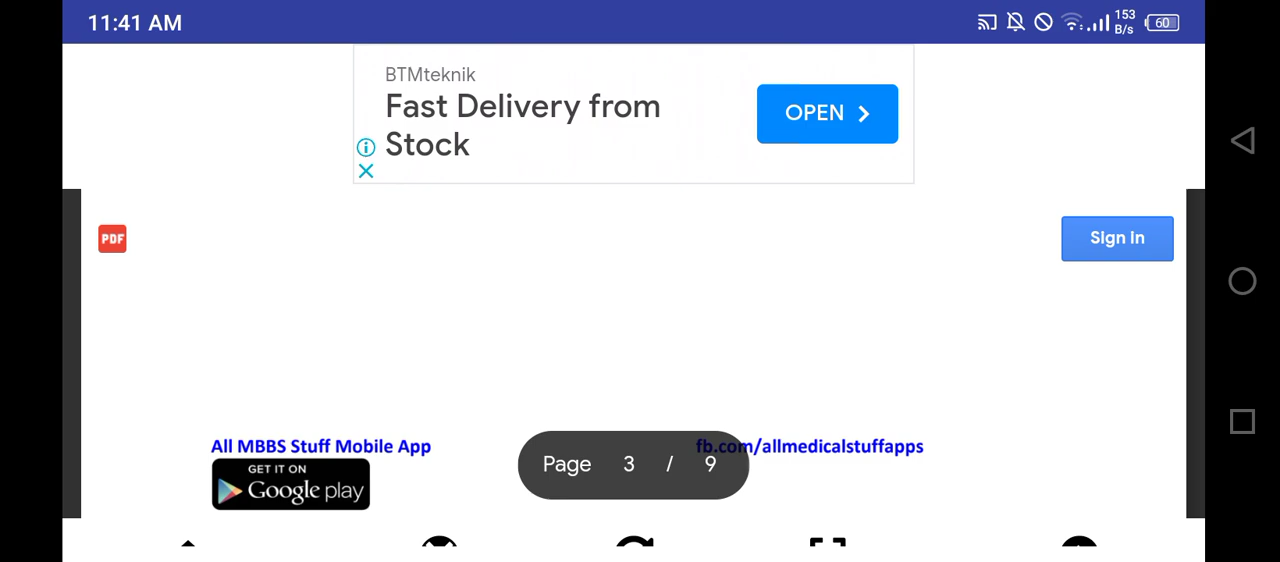 11:41 AM
153
B/s
60
BTMteknik
Fast Delivery from
Stock
OPEN
PDF
Sign in
All MBBS Stuff Mobile App
fb.com/allmedicalstuffapps
GET IT ON
Google play
Page 3 / 9